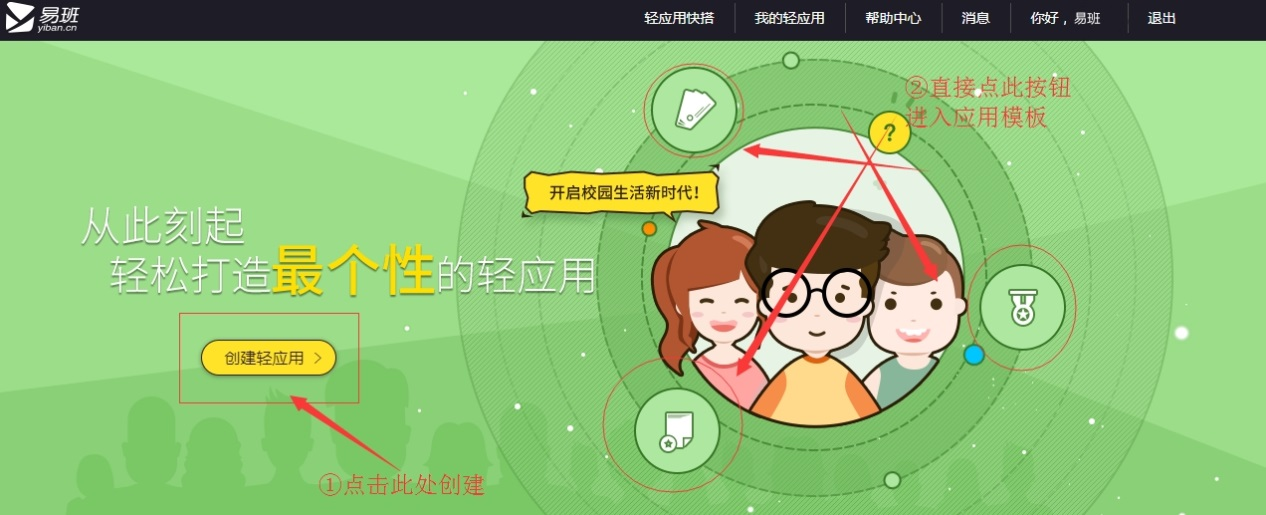 易班
yiban.cn
轻应用快搭
我的轻应用
帮助中心
消息
你好，易班
退出
②直接点此按钮
进入应用模板
?
开启校园生活新时代!
从此刻起
轻松打造最个性的轻应用
创建轻应用 >
①点击此处创建